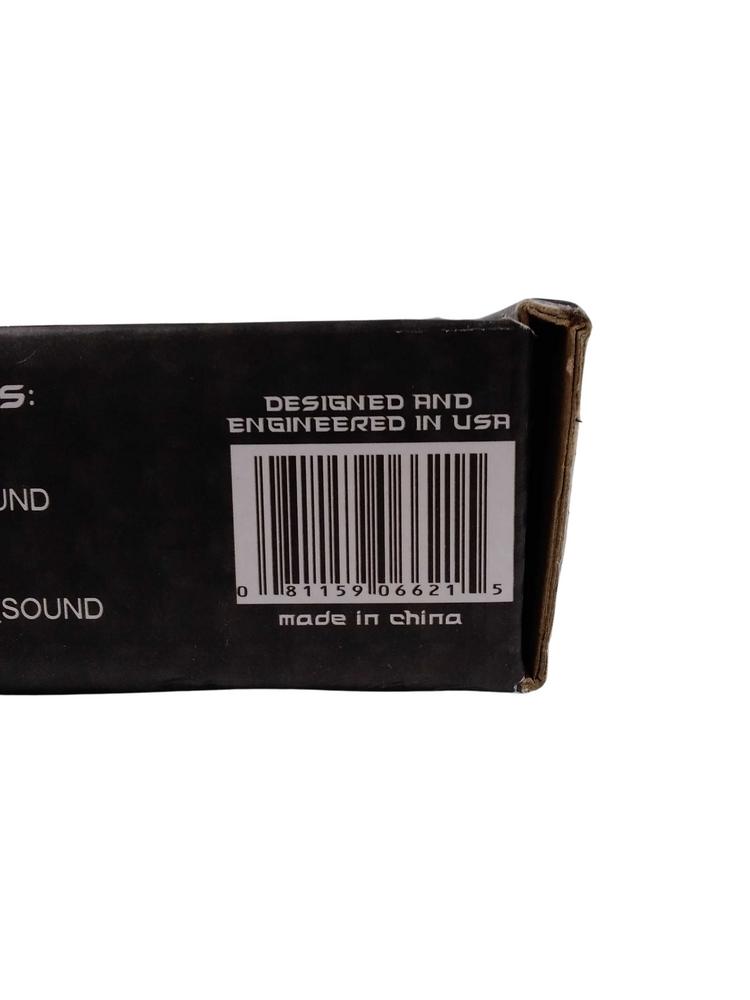 S:
DESIGNED AND
ENGINEERED IN USA
UND
SOUND
0 81159 06621 5
made in china